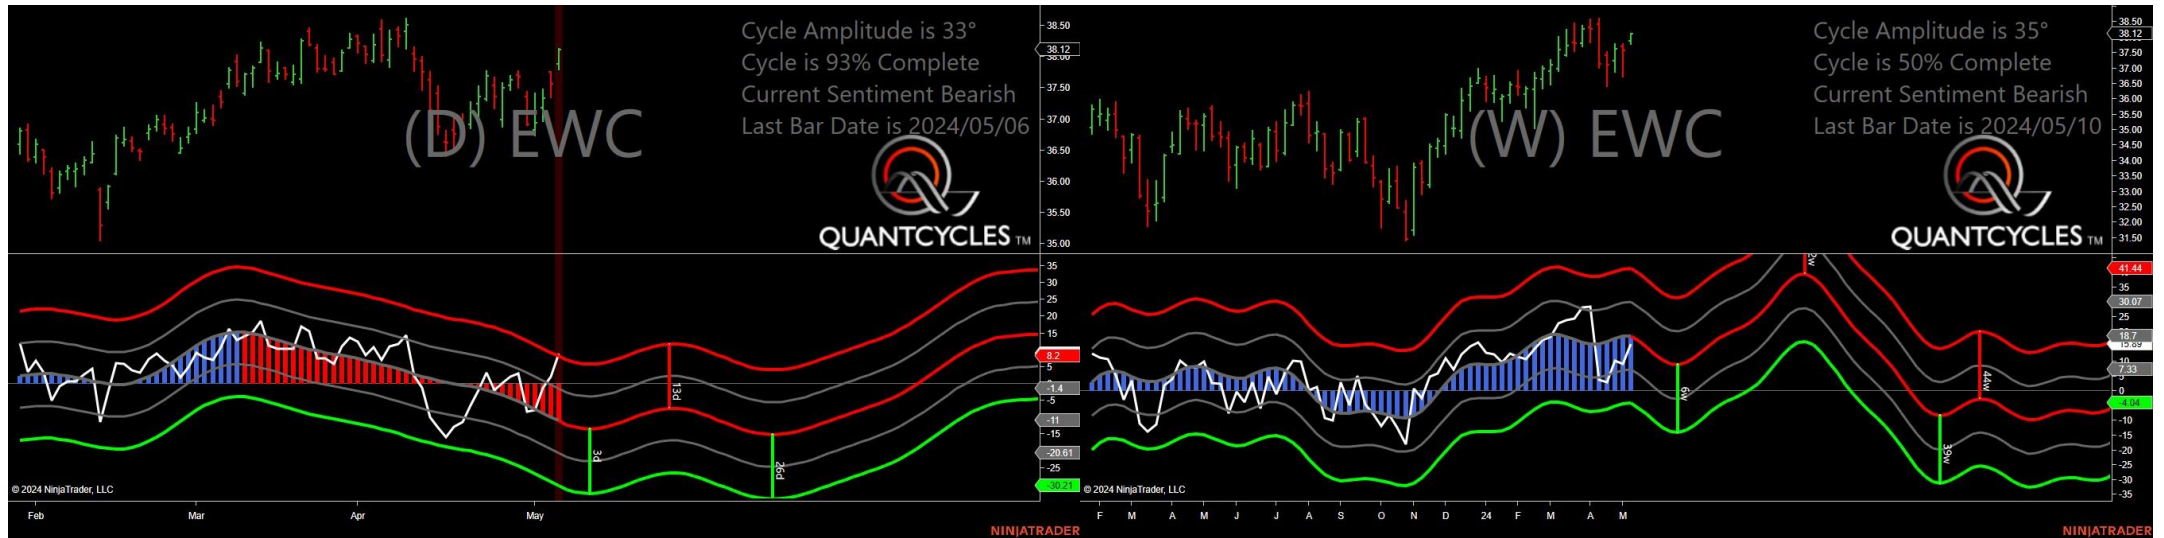 Cycle Amplitude is 33°
Cycle is 93% Complete
Current Sentiment Bearish
Last Bar Date is 2024/05/06
(D) EWC
QUANTCYCLES TM
38.50
38.12
38.00
37.50
37.00
36.50
36.00
35.50
35.00
35
30
25
20
15
8.2
5
-1.4
-5
-11
-15
-20.61
-25
-30.21
13d
3d
26d
© 2024 NinjaTrader, LLC
Feb
Mar
Apr
May
NINJATRADER
Cycle Amplitude is 35°
Cycle is 50% Complete
Current Sentiment Bearish
Last Bar Date is 2024/05/10
(W) EWC
QUANTCYCLES TM
38.50
38.12
37.50
37.00
36.50
36.00
35.50
35.00
34.50
34.00
33.50
33.00
32.50
32.00
31.50
41.44
35
30.07
25
18.7
15.89
10
7.33
5
0
-4.04
-10
-15
-20
-25
-30
-35
2w
6w
44w
39w
© 2024 NinjaTrader, LLC
F
M
A
M
J
J
A
S
O
N
D
24
F
M
A
M
NINJATRADER